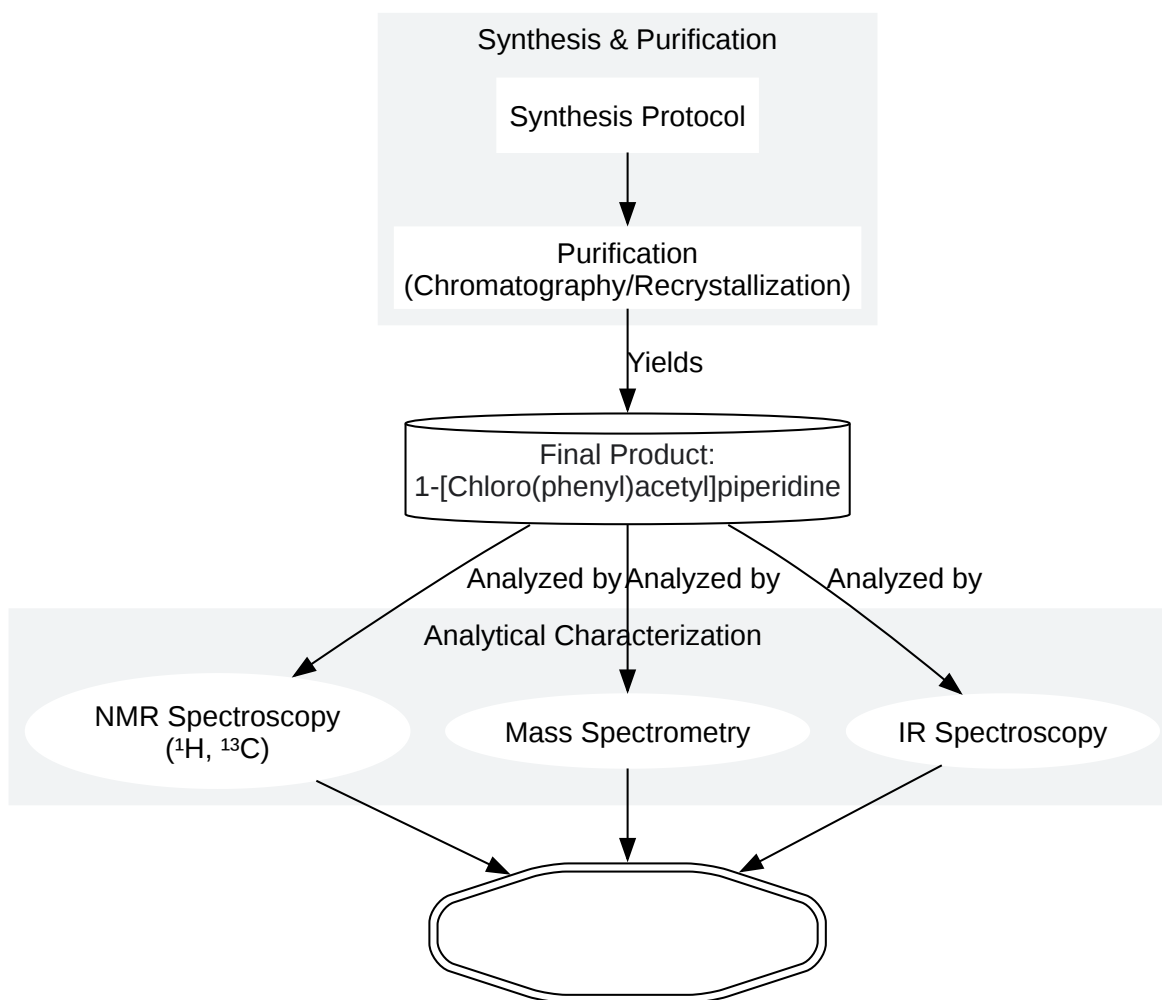 Synthesis & Purification
Synthesis Protocol
Purification
(Chromatography/Recrystallization)
Yields
Final Product:
1-[Chloro(phenyl)acetyl]piperidine
Analyzed by
Analyzed by
Analyzed by
Analytical Characterization
NMR Spectroscopy
(¹H, ¹³C)
Mass Spectrometry
IR Spectroscopy